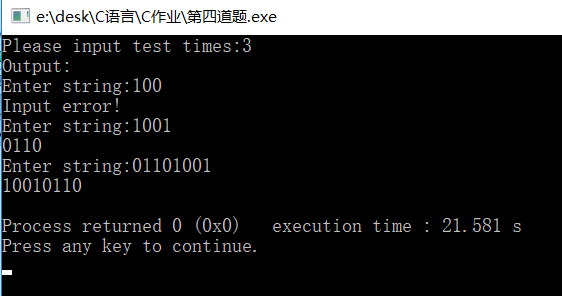 e:\desk\C语言\C作业\第四道题.exe
Please input test times:3
Output:
Enter string:100
Input error!
Enter string:1001
0110
Enter string:01101001
10010110
Process returned 0 (0x0)   execution time : 21.581 s
Press any key to continue.